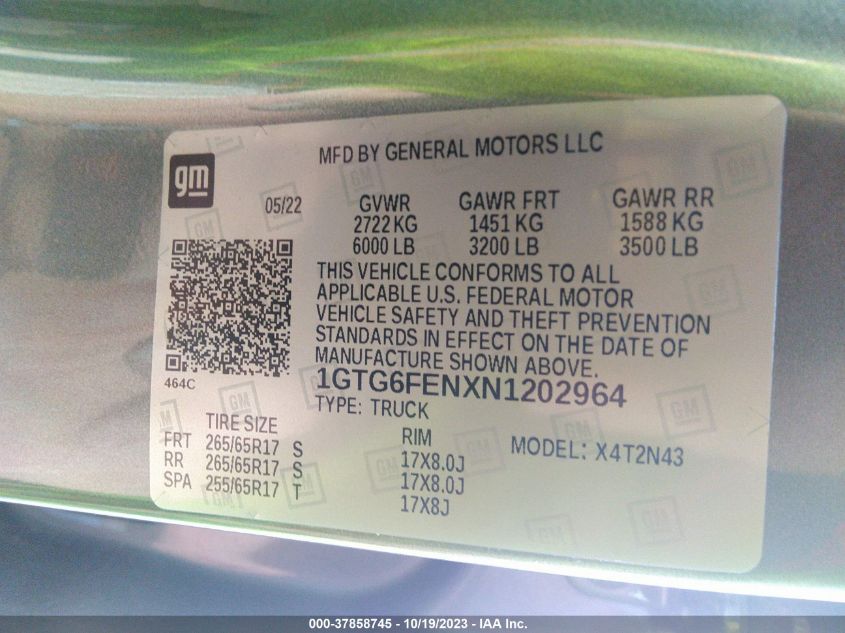 gm
MFD BY GENERAL MOTORS LLC
05/22
GVWR GAWR FRT GAWR RR
2722 KG 1451 KG 1588 KG
6000 LB 3200 LB 3500 LB
THIS VEHICLE CONFORMS TO ALL
APPLICABLE U.S. FEDERAL MOTOR
VEHICLE SAFETY AND THEFT PREVENTION
STANDARDS IN EFFECT ON THE DATE OF
MANUFACTURE SHOWN ABOVE.
464C
1GTG6FENXN1202964
TYPE: TRUCK
TIRE SIZE RIM MODEL: X4T2N43
FRT 265/65R17 S 17X8.0J
RR 265/65R17 S 17X8.0J
SPA 255/65R17 T 17X8J
000-37858745 - 10/19/2023 - IAA Inc.